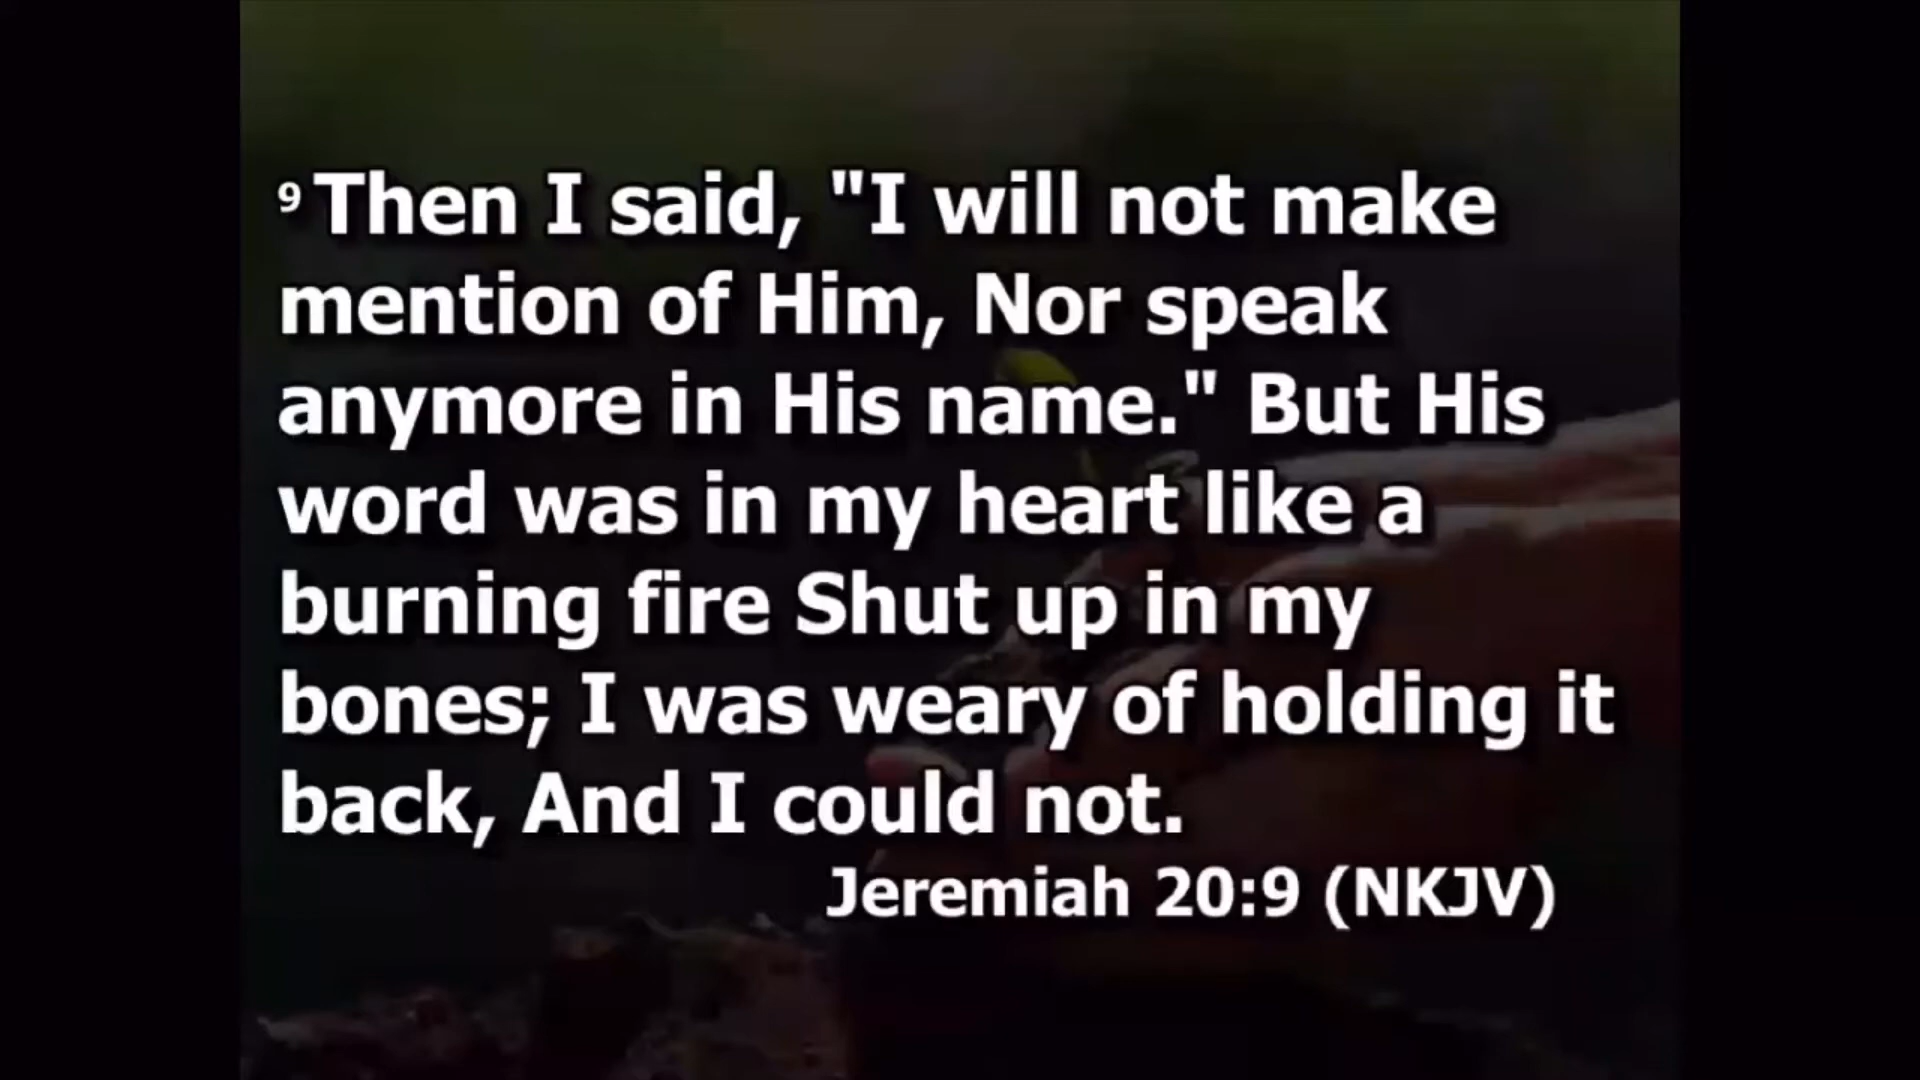 9 Then I said, "I will not make
mention of Him, Nor speak
anymore in His name." But His
word was in my heart like a
burning fire Shut up in my
bones; I was weary of holding it
back, And I could not.
Jeremiah 20:9 (NKJV)